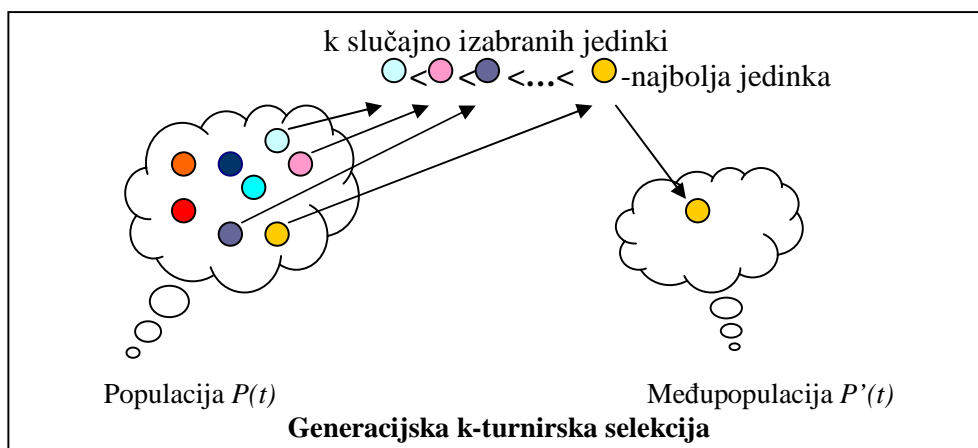 k slučajno izabranih jedinki
< < <...< -najbolja jedinka
Populacija P(t)
Međupopulacija P’(t)
Generacijska k-turnirska selekcija